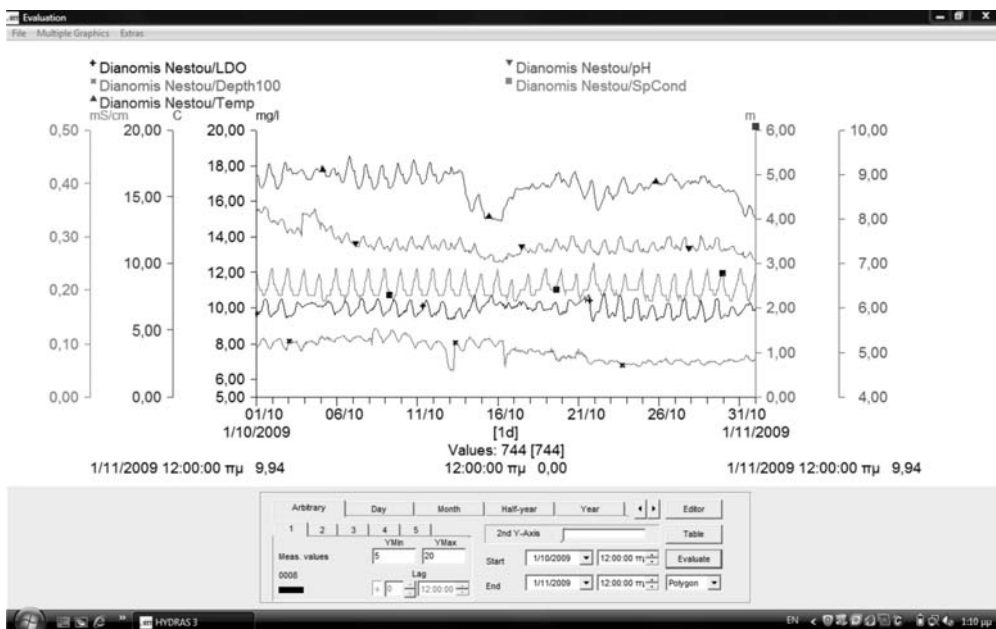 Evaluation
File Multiple Graphics Extras
Dianomis Nestou/LDO
Dianomis Nestou/Depth100
Dianomis Nestou/Temp
Dianomis Nestou/pH
Dianomis Nestou/SpCond
mS/cm C mg/l m
0,50 20,00 20,00 6,00 10,00
18,00
0,40 5,00 9,00
15,00 16,00
4,00 8,00
0,30 14,00
10,00 12,00 3,00 7,00
0,20
10,00 2,00 6,00
5,00
0,10 8,00 1,00 5,00
6,00
0,00 0,00 5,00 0,00 4,00
01/10 06/10 11/10 16/10 21/10 26/10 31/10
1/10/2009 [1d] 1/11/2009
Values: 744 [744]
1/11/2009 12:00:00 πμ 9,94 12:00:00 πμ 0,00 1/11/2009 12:00:00 πμ 9,94
Arbitrary Day Month Half-year Year Editor
1 2 3 4 5 2nd Y-Axis Table
YMin YMax
Meas. values 5 20 Start 1/10/2009 12:00:00 πμ Evaluate
0008 Lag
+ 0 12:00:00 End 1/11/2009 12:00:00 πμ Polygon
HYDRAS 3 EN 1:10 μμ